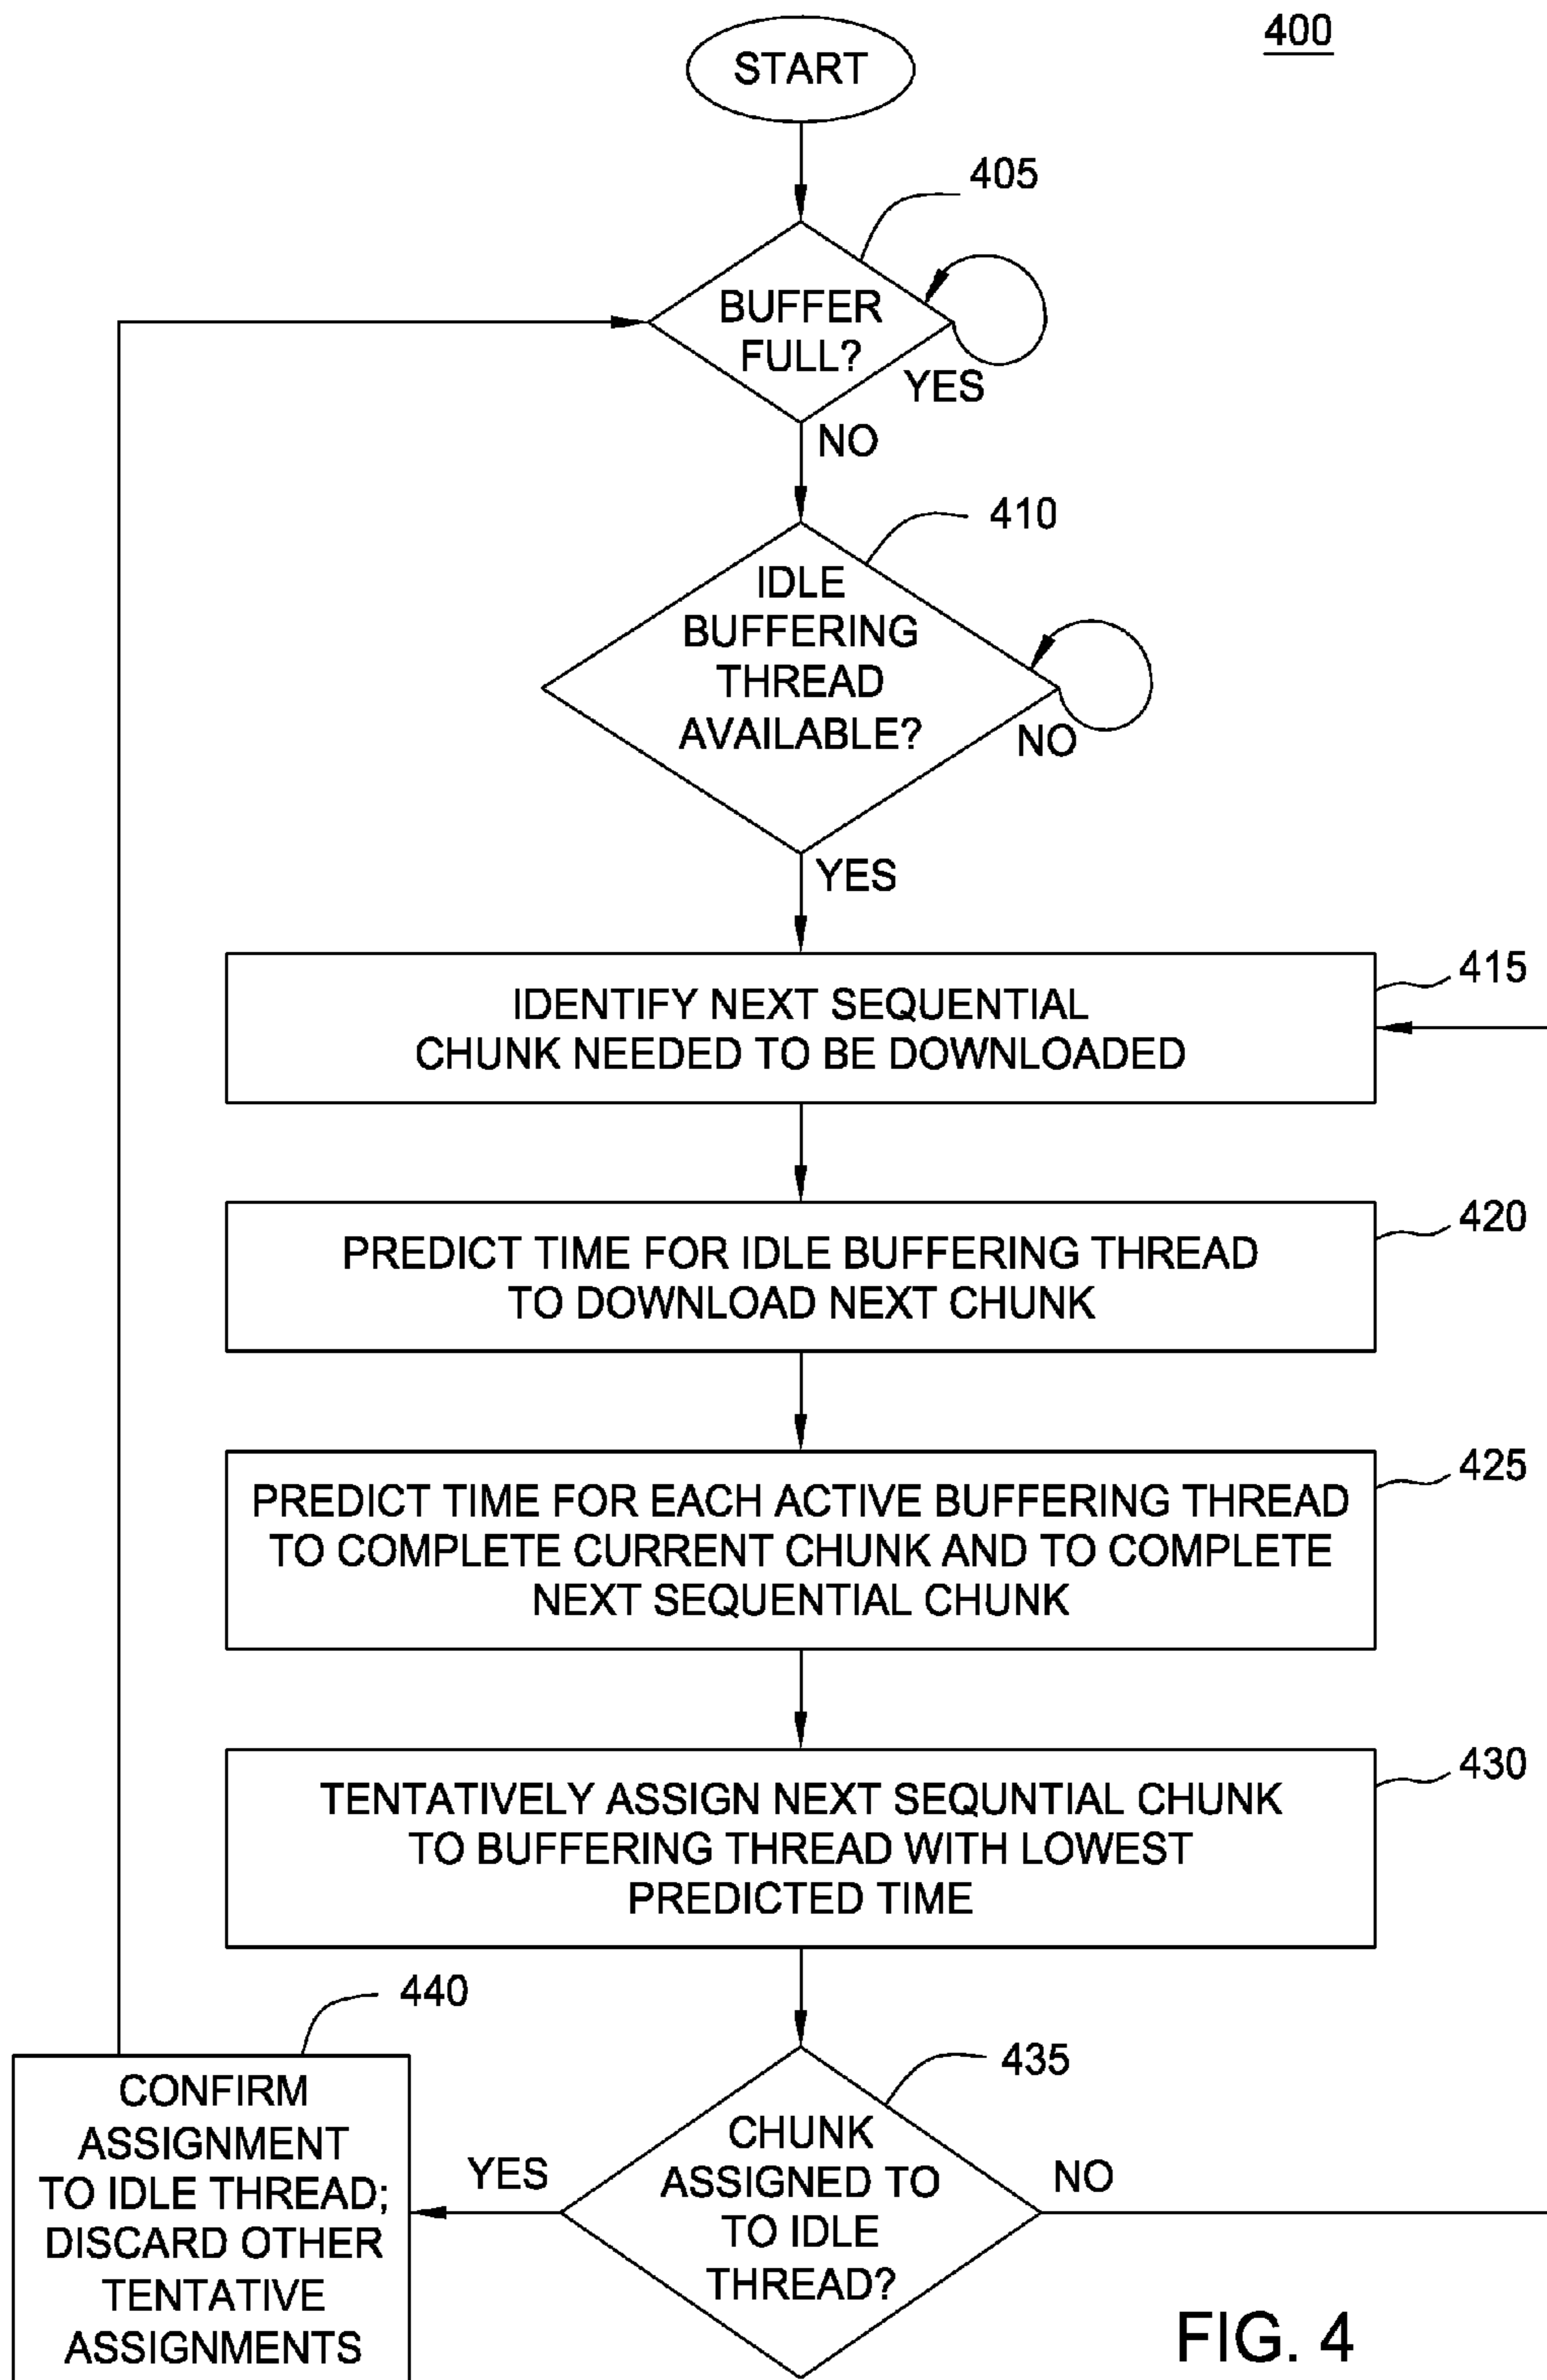 400
START
405
BUFFER
FULL?
YES
NO
410
IDLE
BUFFERING
THREAD
AVAILABLE?
NO
YES
415
IDENTIFY NEXT SEQUENTIAL
CHUNK NEEDED TO BE DOWNLOADED
420
PREDICT TIME FOR IDLE BUFFERING THREAD
TO DOWNLOAD NEXT CHUNK
425
PREDICT TIME FOR EACH ACTIVE BUFFERING THREAD
TO COMPLETE CURRENT CHUNK AND TO COMPLETE
NEXT SEQUENTIAL CHUNK
430
TENTATIVELY ASSIGN NEXT SEQUNTIAL CHUNK
TO BUFFERING THREAD WITH LOWEST
PREDICTED TIME
440
CONFIRM
ASSIGNMENT
TO IDLE THREAD;
DISCARD OTHER
TENTATIVE
ASSIGNMENTS
YES
435
CHUNK
ASSIGNED TO
TO IDLE
THREAD?
NO
FIG. 4